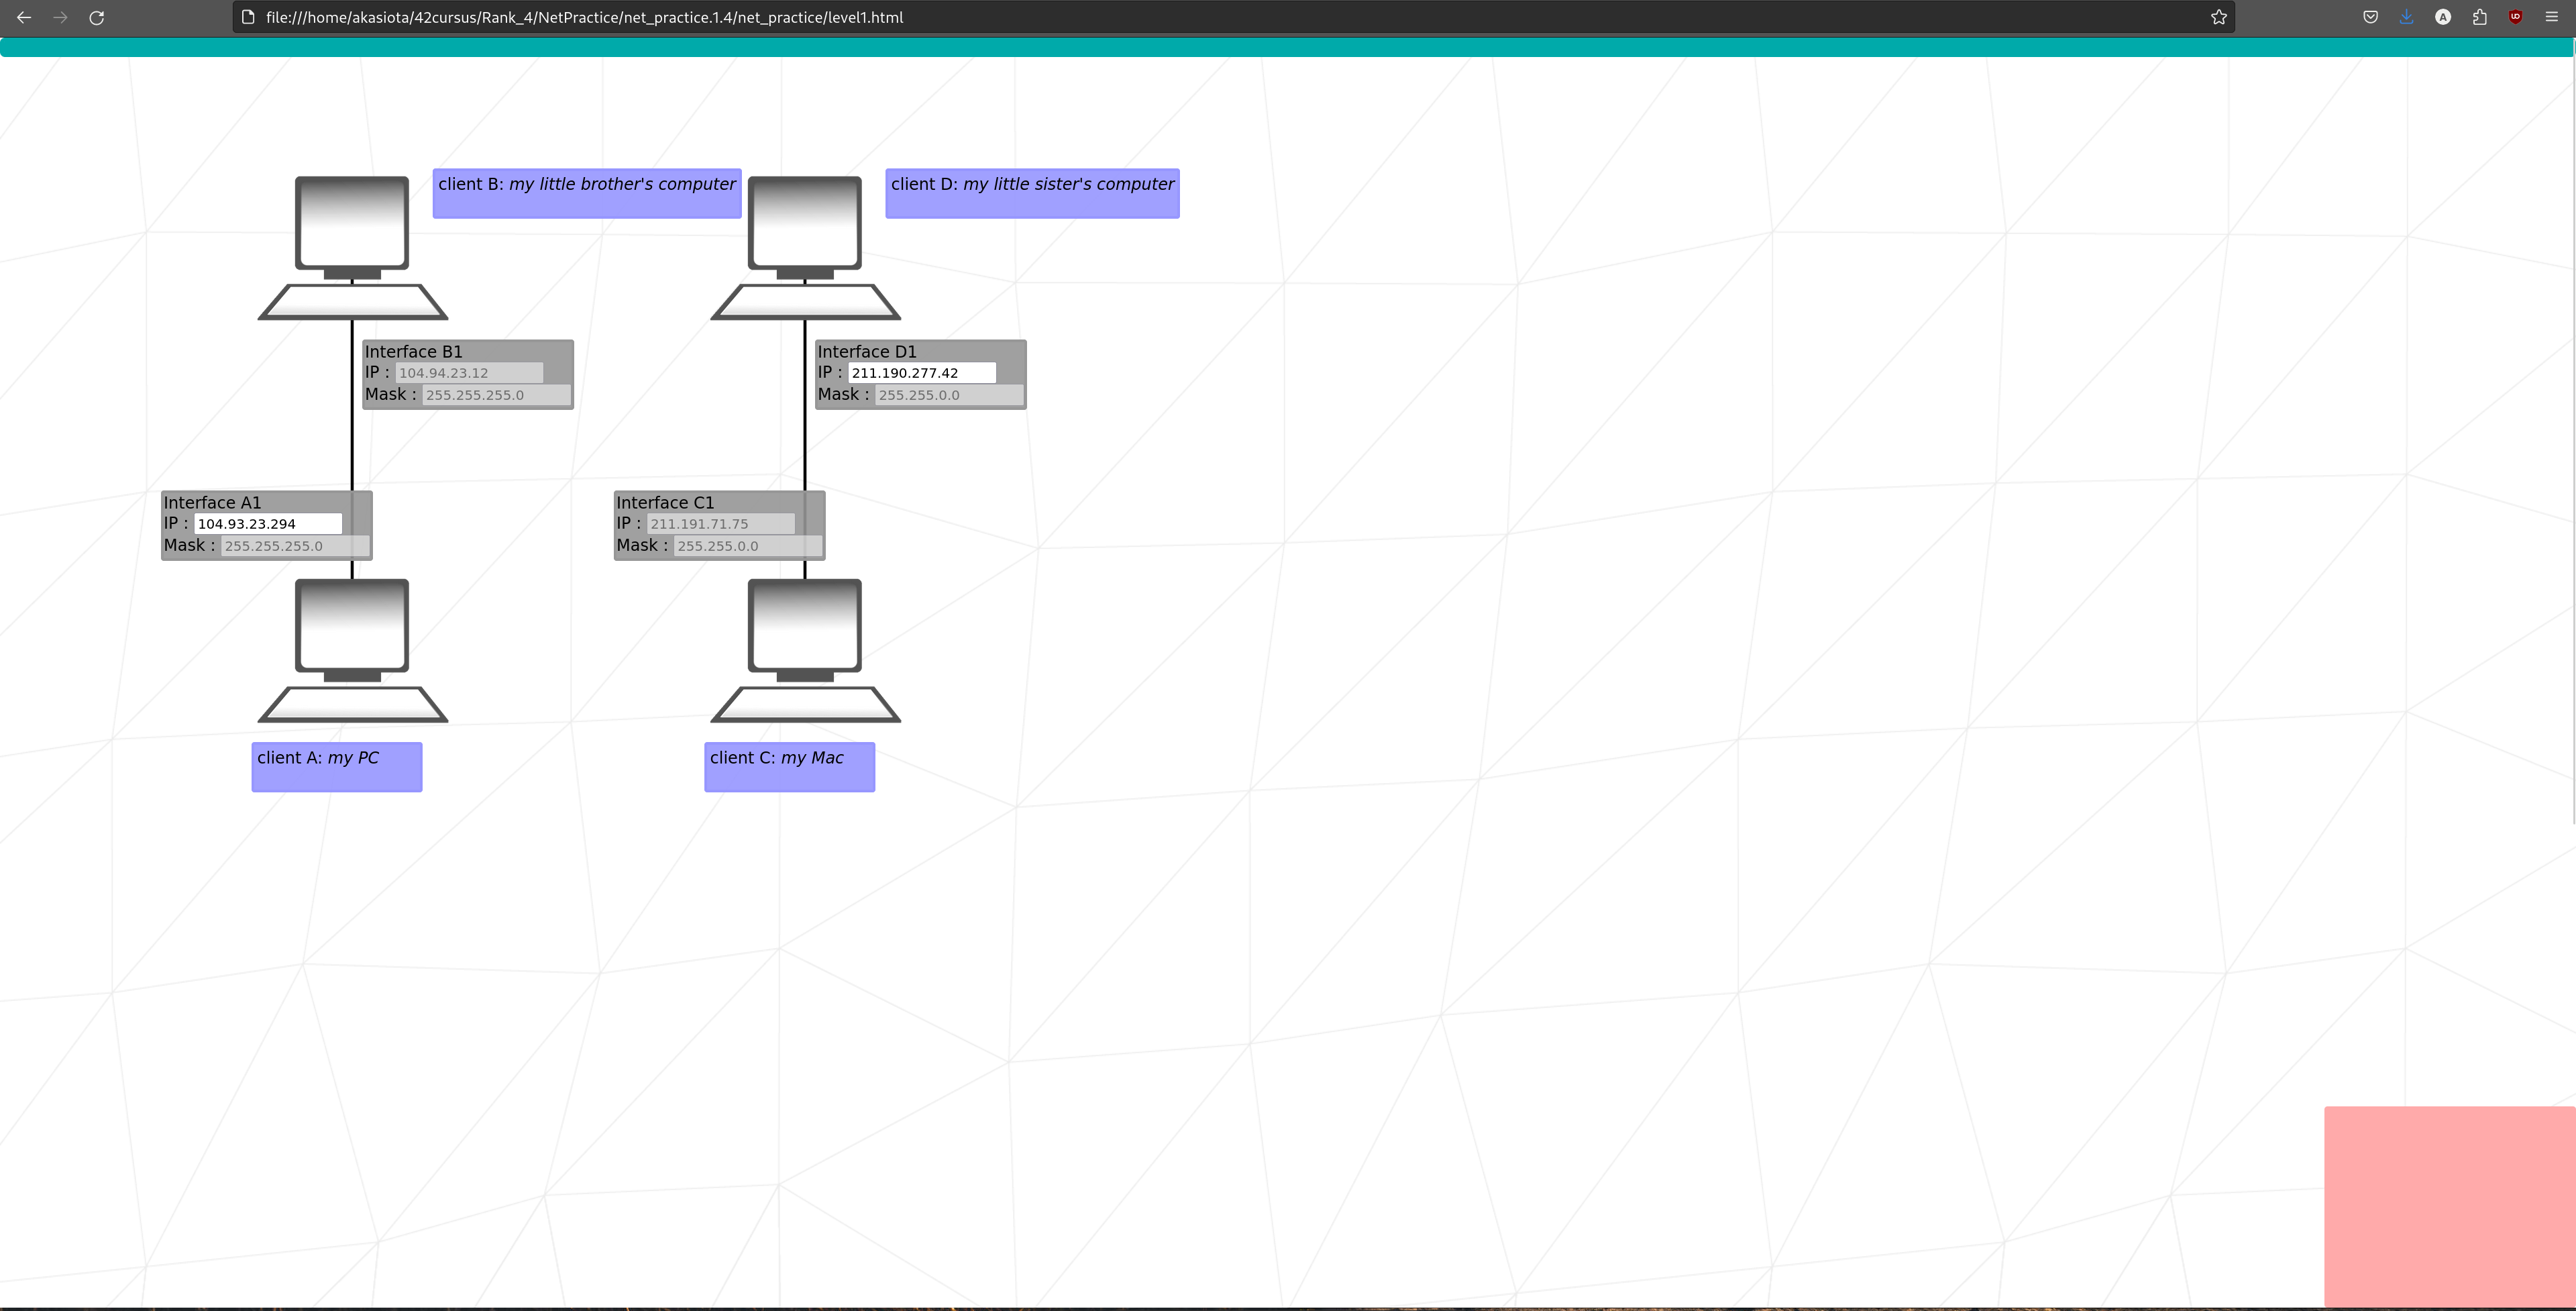 file:///home/akasiota/42cursus/Rank_4/NetPractice/net_practice.1.4/net_practice/level1.html
A
client B: my little brother's computer
client D: my little sister's computer
Interface B1
IP : 104.94.23.12
Mask : 255.255.255.0
Interface D1
IP : 211.190.277.42
Mask : 255.255.0.0
Interface A1
IP : 104.93.23.294
Mask : 255.255.255.0
Interface C1
IP : 211.191.71.75
Mask : 255.255.0.0
client A: my PC
client C: my Mac